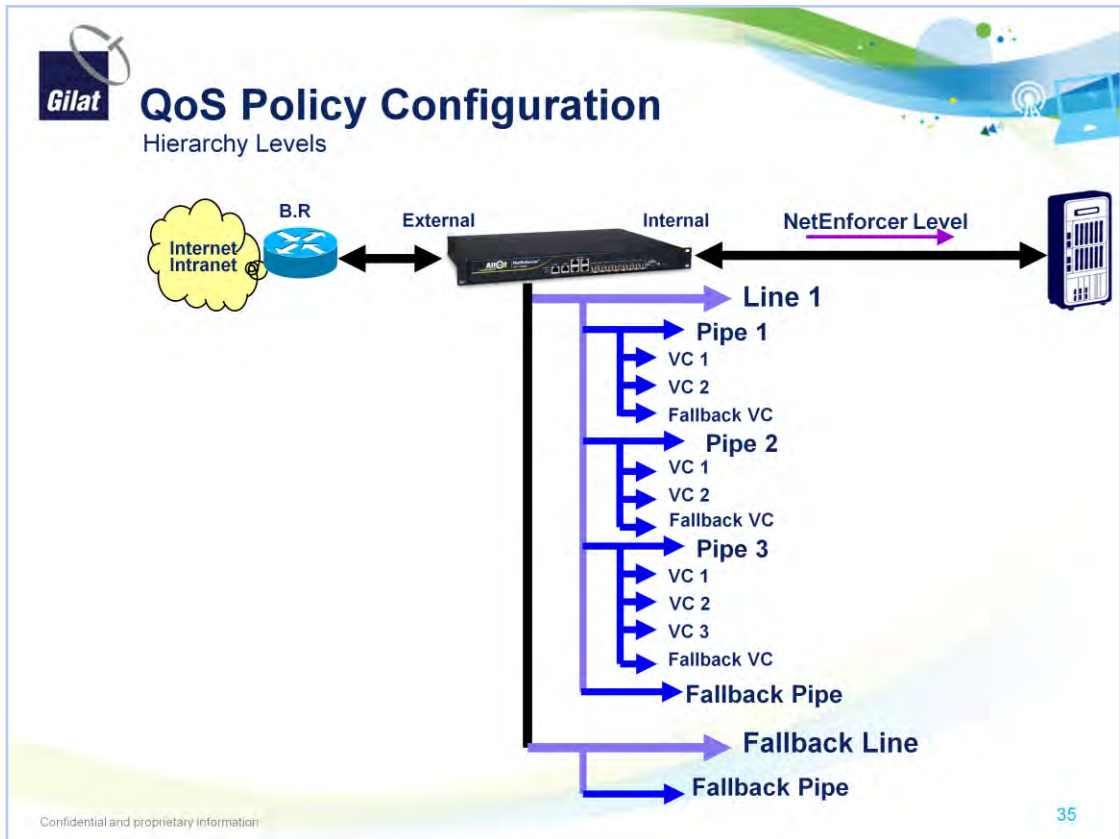 Gilat
QoS Policy Configuration
Hierarchy Levels
B.R
External
Internal
NetEnforcer Level
Internet
Intranet
Allot
NetEnforcer
Line 1
Pipe 1
VC 1
VC 2
Fallback VC
Pipe 2
VC 1
VC 2
Fallback VC
Pipe 3
VC 1
VC 2
VC 3
Fallback VC
Fallback Pipe
Fallback Line
Fallback Pipe
Confidential and proprietary information
35